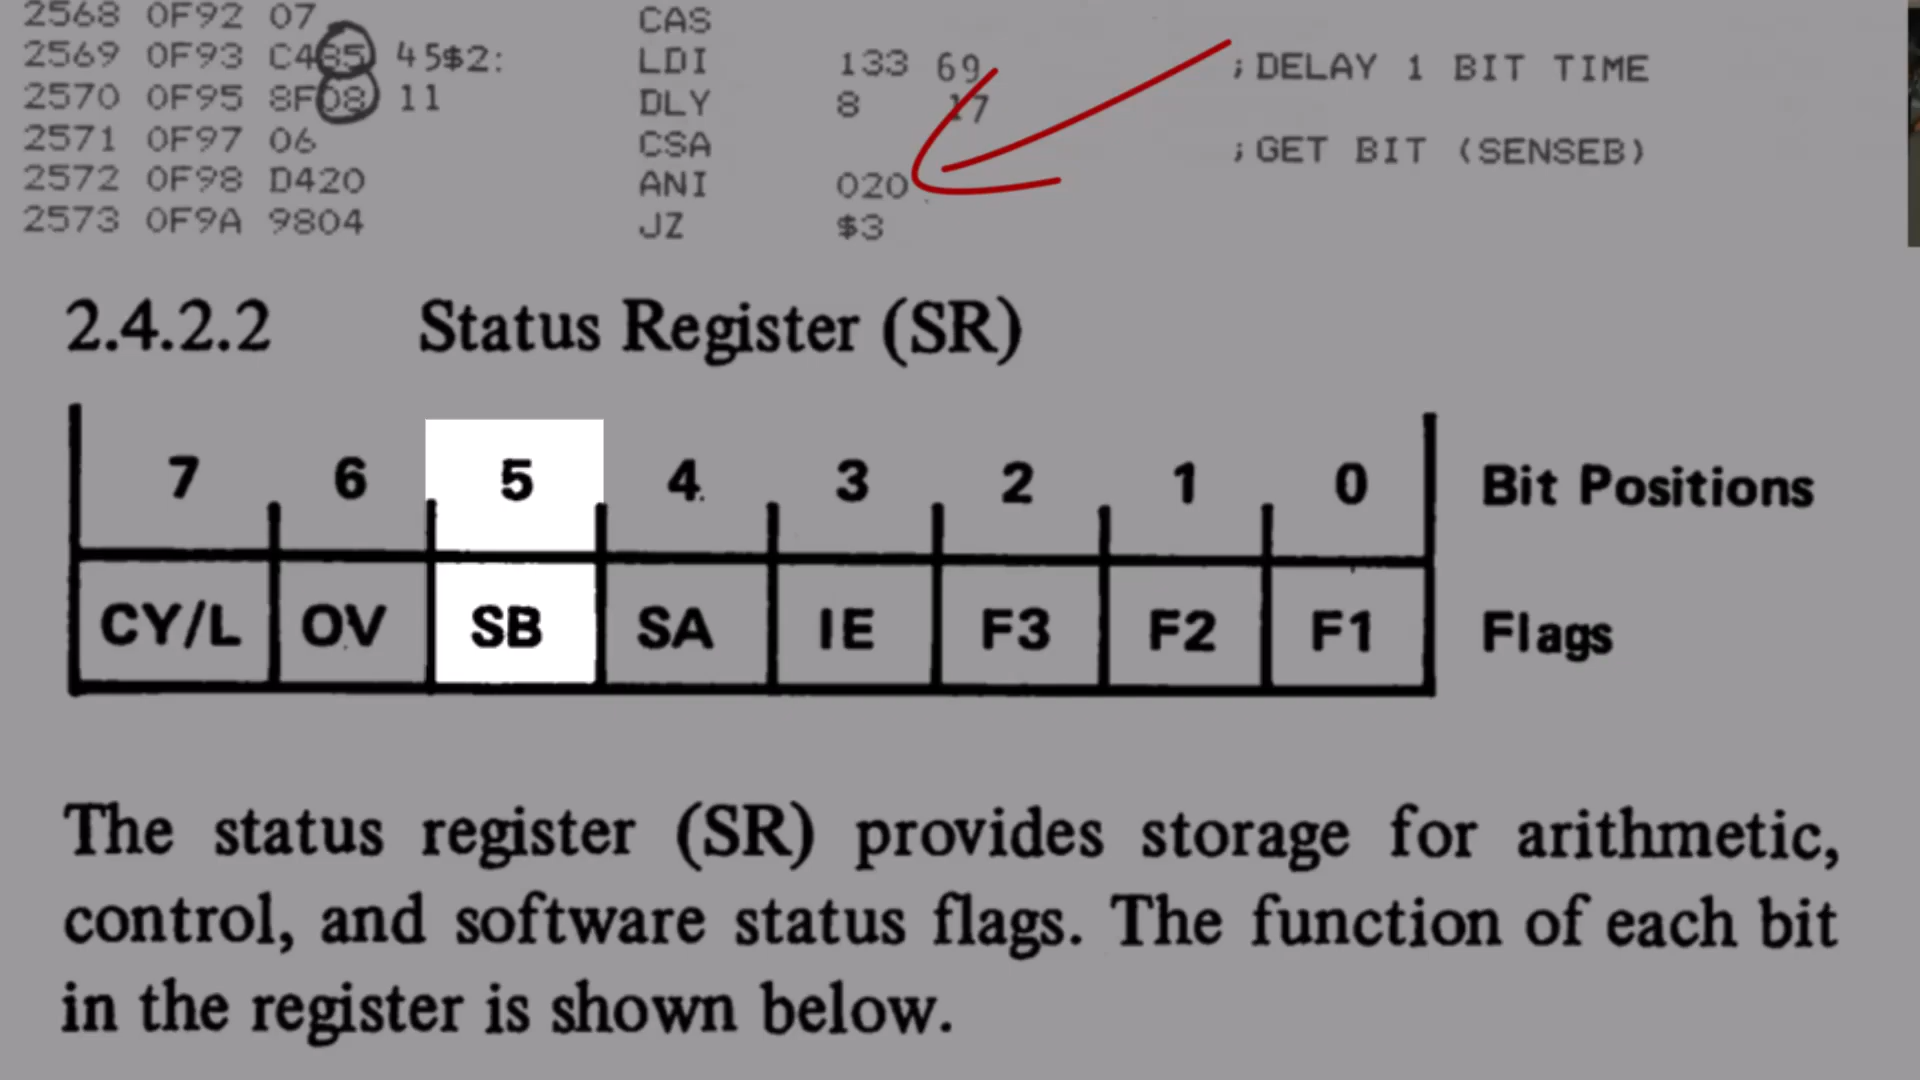 2568 0F92 07 CAS
2569 0F93 C485 45$2: LDI 133 69 ;DELAY 1 BIT TIME
2570 0F95 8F08 11 DLY 8 17
2571 0F97 06 CSA ;GET BIT (SENSEB)
2572 0F98 D420 ANI 020
2573 0F9A 9804 JZ $3
2.4.2.2 Status Register (SR)
7 6 5 4 3 2 1 0 Bit Positions
CY/L OV SB SA IE F3 F2 F1 Flags
The status register (SR) provides storage for arithmetic,
control, and software status flags. The function of each bit
in the register is shown below.